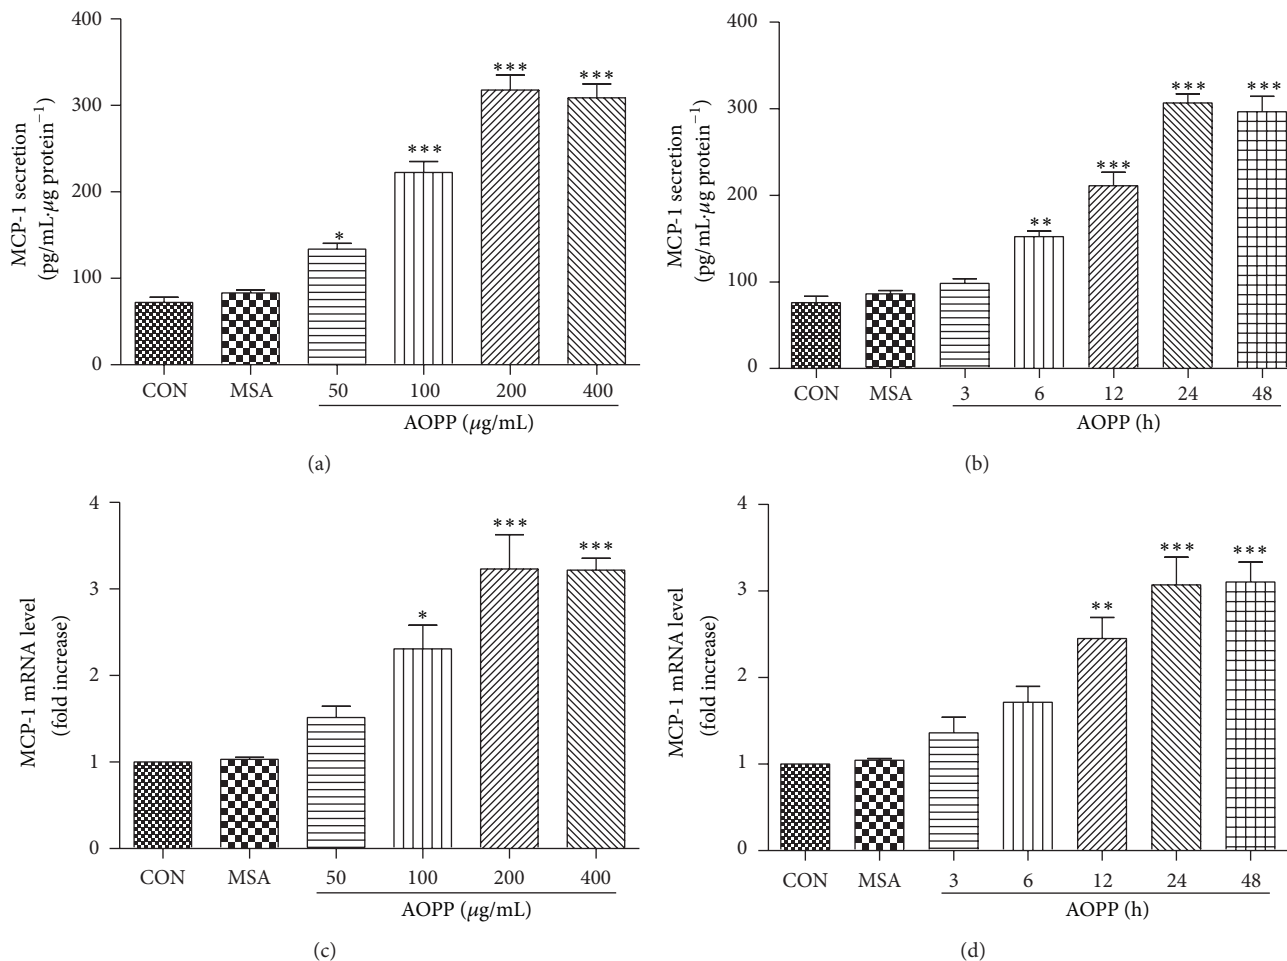 MCP-1 secretion
(pg/mL·μg protein⁻¹)
400
300
200
100
0
*
***
***
***
CON MSA 50 100 200 400
AOPP (μg/mL)
(a)
MCP-1 secretion
(pg/mL·μg protein⁻¹)
400
300
200
100
0
**
***
***
***
CON MSA 3 6 12 24 48
AOPP (h)
(b)
MCP-1 mRNA level
(fold increase)
4
3
2
1
0
*
***
***
CON MSA 50 100 200 400
AOPP (μg/mL)
(c)
MCP-1 mRNA level
(fold increase)
4
3
2
1
0
**
***
***
CON MSA 3 6 12 24 48
AOPP (h)
(d)